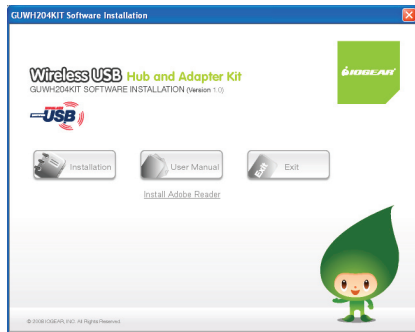 GUWH204KIT Software Installation
Wireless USB Hub and Adapter Kit
GUWH204KIT SOFTWARE INSTALLATION (Version 1.0)
IOGEAR
USB
Installation
User Manual
Exit
Exit
Install Adobe Reader
© 2008 IOGEAR, INC. All Rights Reserved